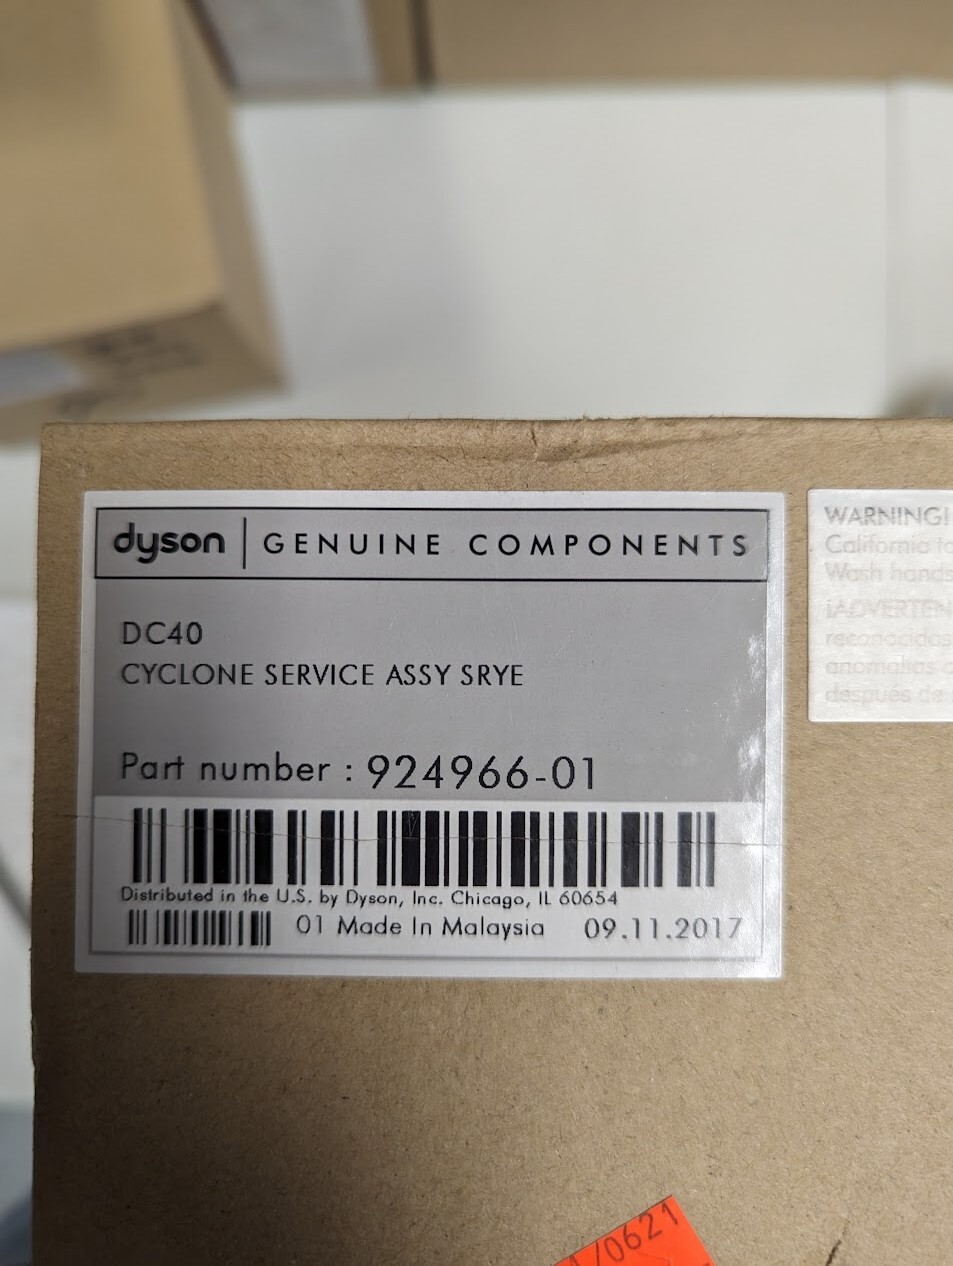 dyson | GENUINE COMPONENTS
DC40
CYCLONE SERVICE ASSY SRYE
Part number : 924966-01
Distributed in the U.S. by Dyson, Inc. Chicago, IL 60654
01 Made In Malaysia 09.11.2017
WARNING!
California to
Wash hands
¡ADVERTEN
reconocidas
anomalías
después de
/0621